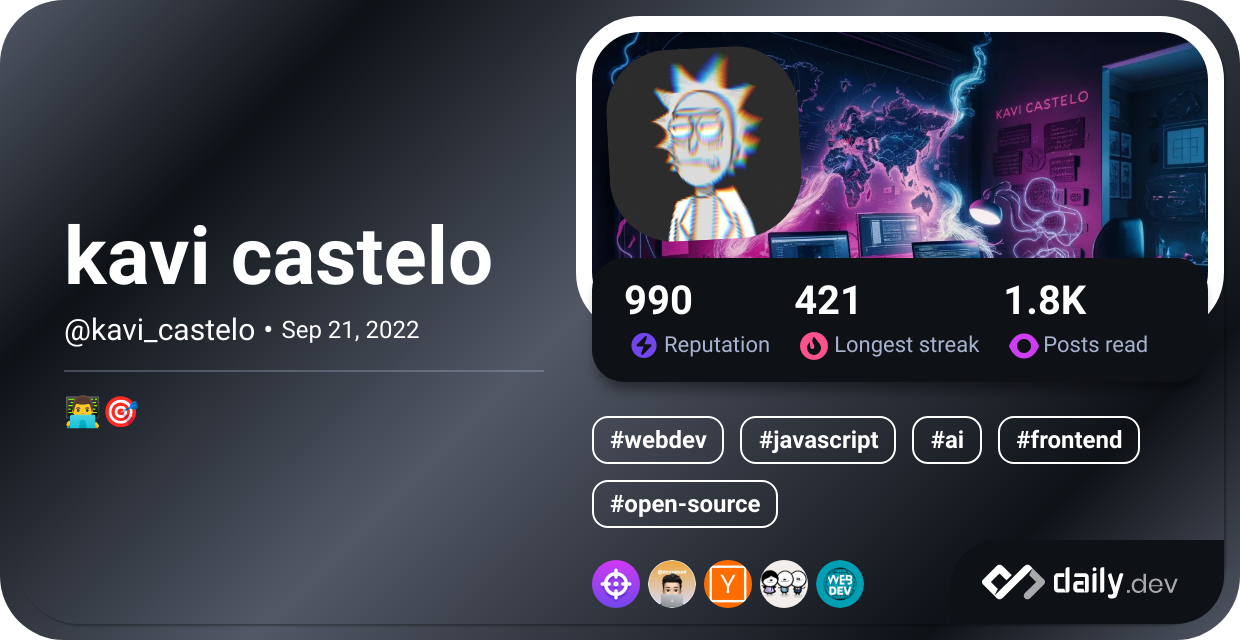 kavi castelo
@kavi_castelo • Sep 21, 2022
KAVI CASTELO
990
421
1.8K
Reputation
Longest streak
Posts read
#webdev
#javascript
#ai
#frontend
#open-source
Y
WEB
DEV
daily.dev